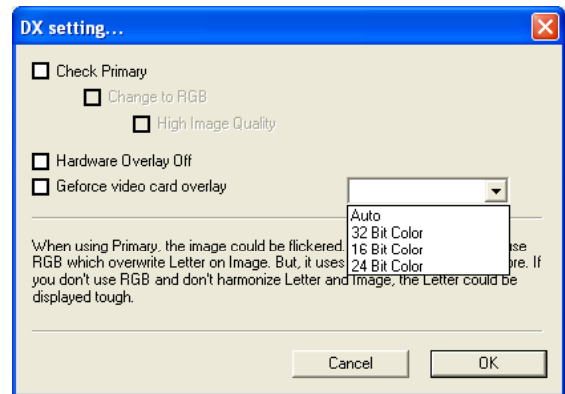 DX setting...
Check Primary
Change to RGB
High Image Quality
Hardware Overlay Off
Geforce video card overlay
Auto
32 Bit Color
16 Bit Color
24 Bit Color
When using Primary, the image could be flickered. use
RGB which overwrite Letter on Image. But, it uses re. If
you don't use RGB and don't harmonize Letter and Image, the Letter could be
displayed tough.
Cancel OK